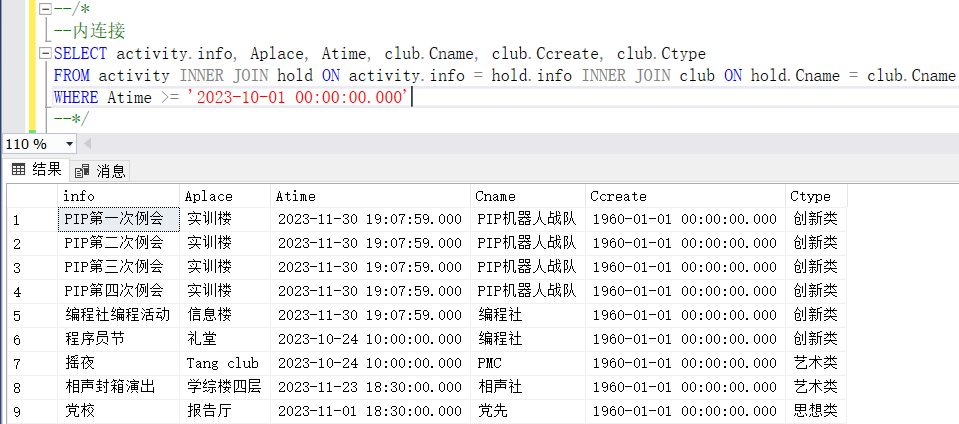 --/*
--内连接
SELECT activity.info, Aplace, Atime, club.Cname, club.Ccreate, club.Ctype
FROM activity INNER JOIN hold ON activity.info = hold.info INNER JOIN club ON hold.Cname = club.Cname
WHERE Atime >= '2023-10-01 00:00:00.000'
--*/
110 %
结果 消息
info Aplace Atime Cname Ccreate Ctype
1 PIP第一次例会 实训楼 2023-11-30 19:07:59.000 PIP机器人战队 1960-01-01 00:00:00.000 创新类
2 PIP第二次例会 实训楼 2023-11-30 19:07:59.000 PIP机器人战队 1960-01-01 00:00:00.000 创新类
3 PIP第三次例会 实训楼 2023-11-30 19:07:59.000 PIP机器人战队 1960-01-01 00:00:00.000 创新类
4 PIP第四次例会 实训楼 2023-11-30 19:07:59.000 PIP机器人战队 1960-01-01 00:00:00.000 创新类
5 编程社编程活动 信息楼 2023-11-30 19:07:59.000 编程社 1960-01-01 00:00:00.000 创新类
6 程序员节 礼堂 2023-10-24 10:00:00.000 编程社 1960-01-01 00:00:00.000 创新类
7 摇夜 Tang club 2023-10-24 10:00:00.000 PMC 1960-01-01 00:00:00.000 艺术类
8 相声封箱演出 学综楼四层 2023-11-23 18:30:00.000 相声社 1960-01-01 00:00:00.000 艺术类
9 党校 报告厅 2023-11-01 18:30:00.000 党先 1960-01-01 00:00:00.000 思想类